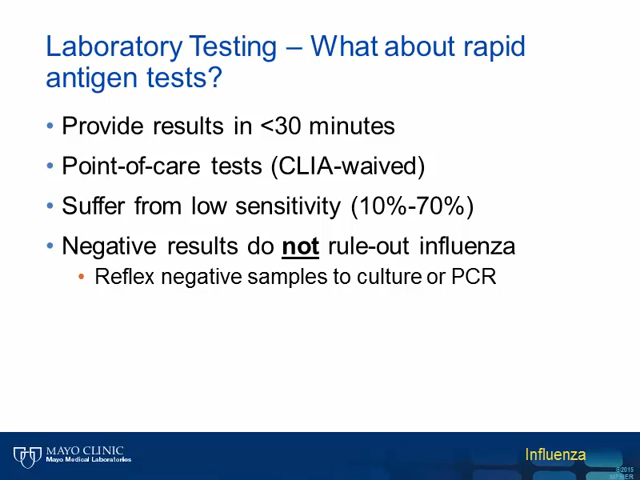 Laboratory Testing – What about rapid
antigen tests?
• Provide results in <30 minutes
• Point-of-care tests (CLIA-waived)
• Suffer from low sensitivity (10%-70%)
• Negative results do not rule-out influenza
• Reflex negative samples to culture or PCR
MAYO CLINIC
Mayo Medical Laboratories
Influenza
©2015
MFMER